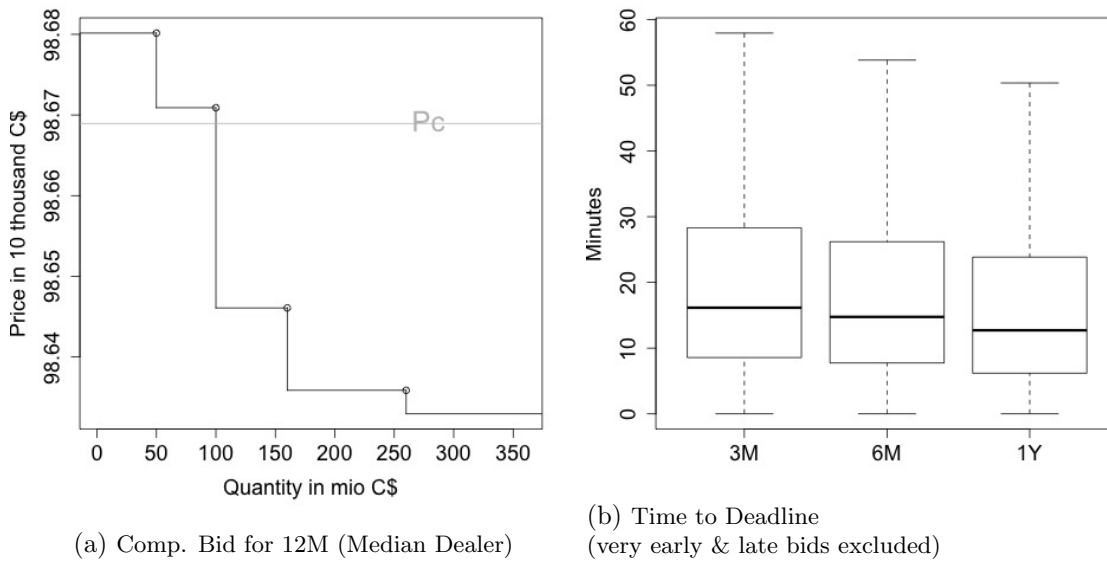 98.68
98.67
98.66
98.65
98.64
Price in 10 thousand C$
Pc
0 50 100 150 200 250 300 350
Quantity in mio C$
(a) Comp. Bid for 12M (Median Dealer)
60
50
40
30
20
10
0
Minutes
3M 6M 1Y
(b) Time to Deadline
(very early & late bids excluded)